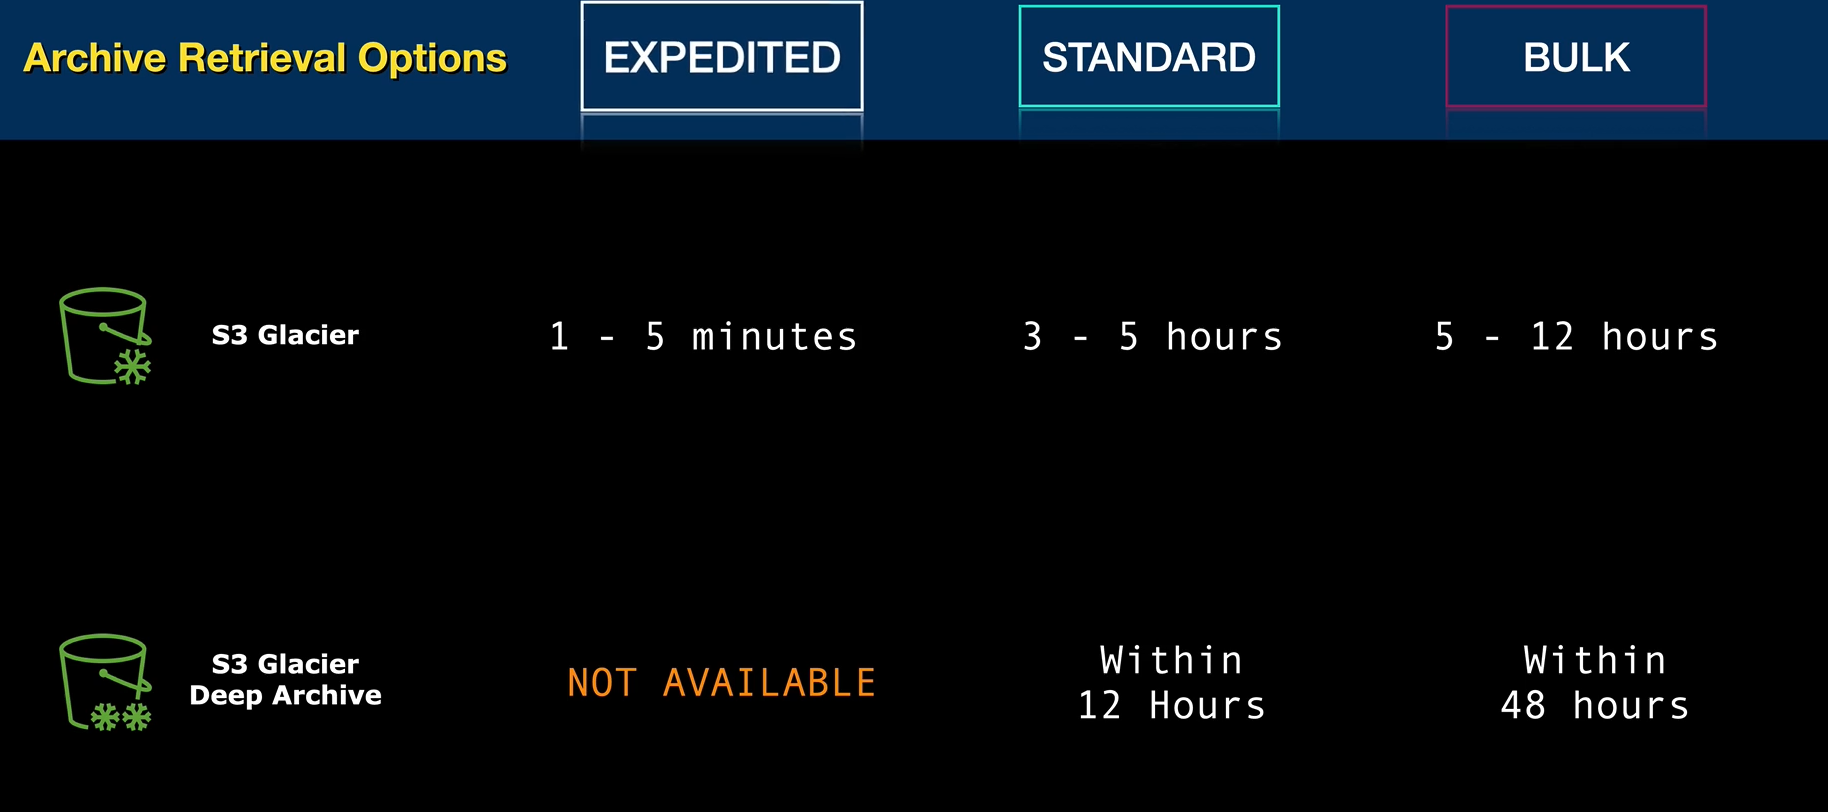 Archive Retrieval Options
EXPEDITED
STANDARD
BULK
S3 Glacier
1 - 5 minutes
3 - 5 hours
5 - 12 hours
S3 Glacier
Deep Archive
NOT AVAILABLE
Within
12 Hours
Within
48 hours